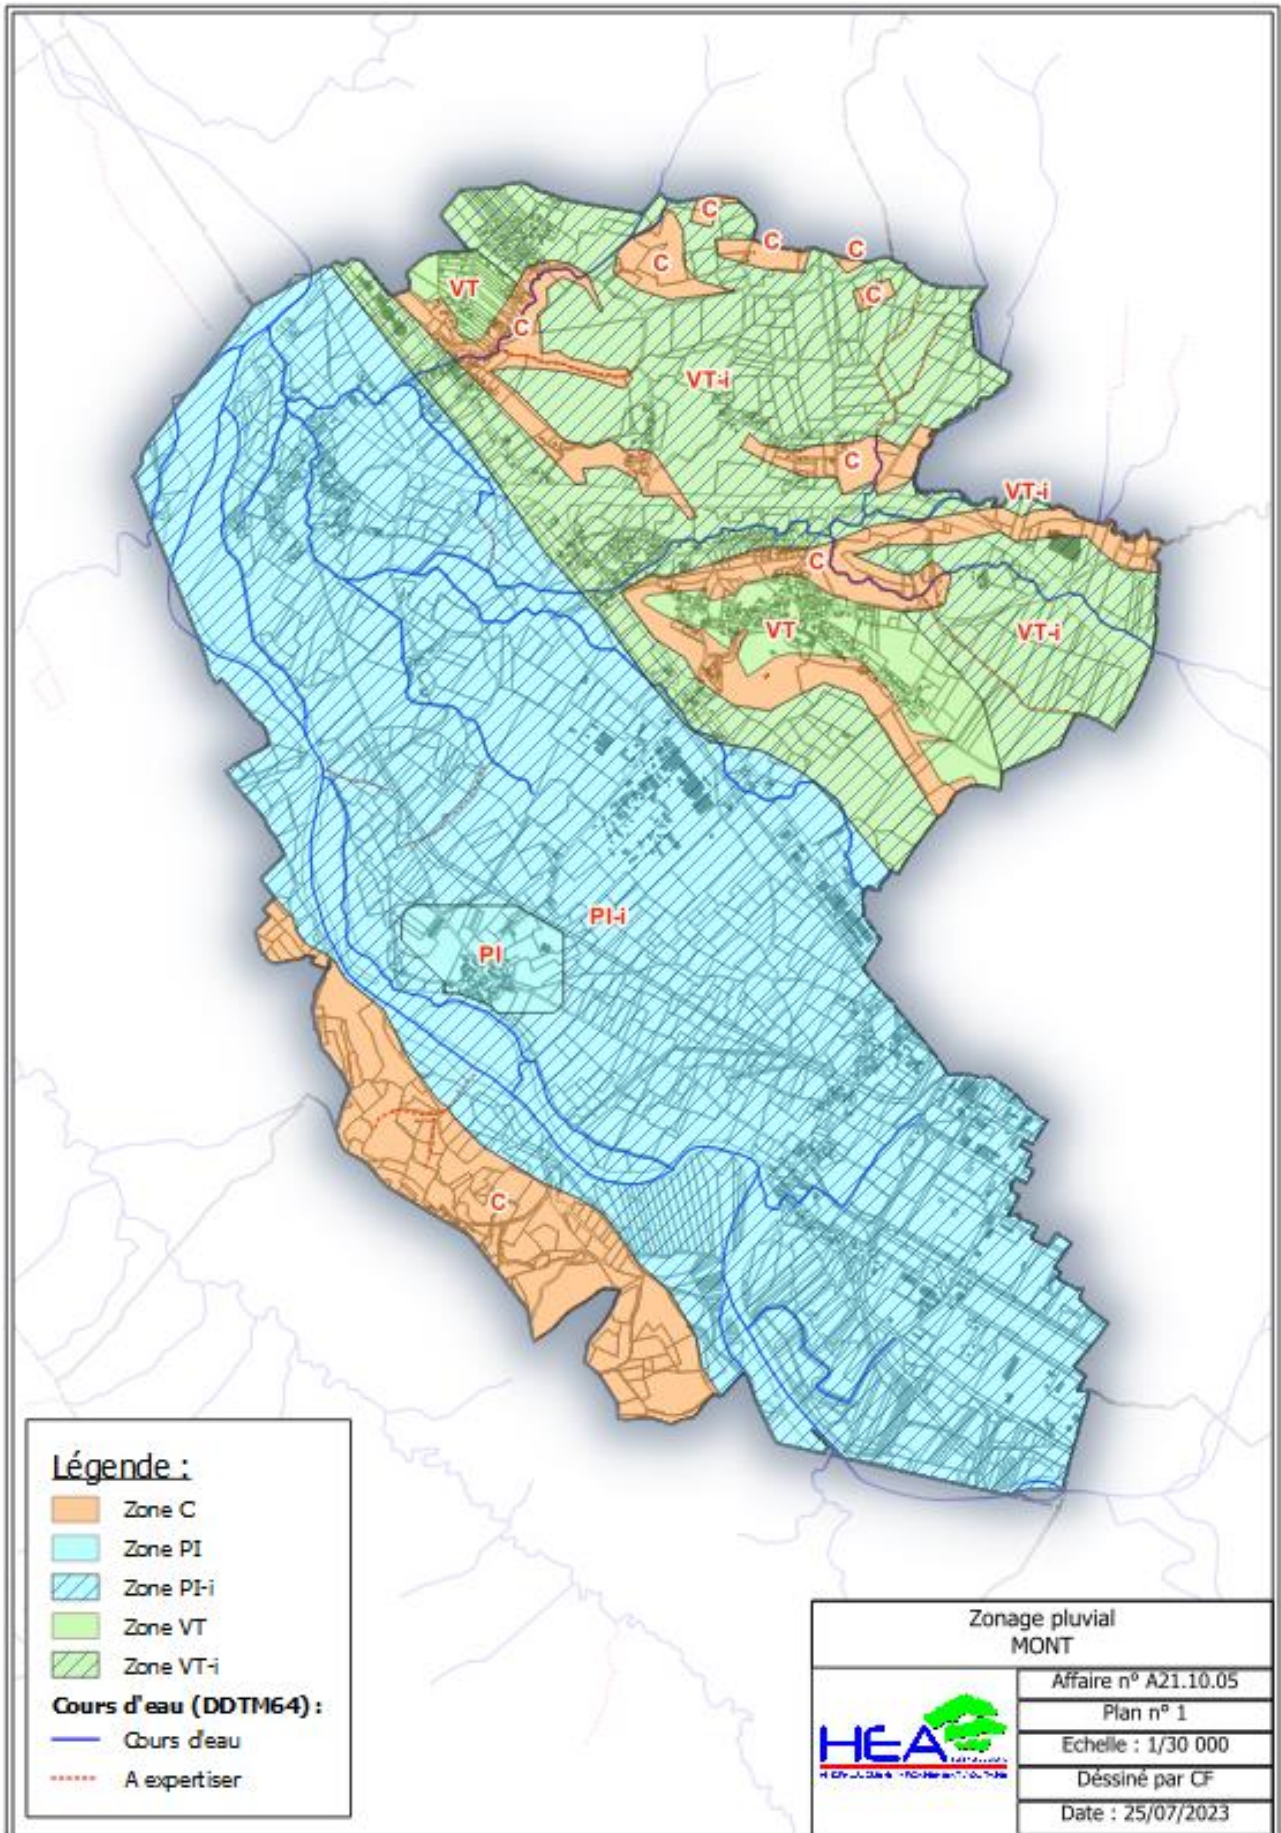 C
C
C
C
C
VT
C
C
VT-i
C
VT-i
C
VT
VT-i
PI-i
PI
C
Légende :
Zone C
Zone PI
Zone PI-i
Zone VT
Zone VT-i
Cours d'eau (DDTM64) :
Cours d'eau
A expertiser
Zonage pluvial
MONT
HEA
Affaire n° A21.10.05
Plan n° 1
Echelle : 1/30 000
Déssiné par CF
Date : 25/07/2023